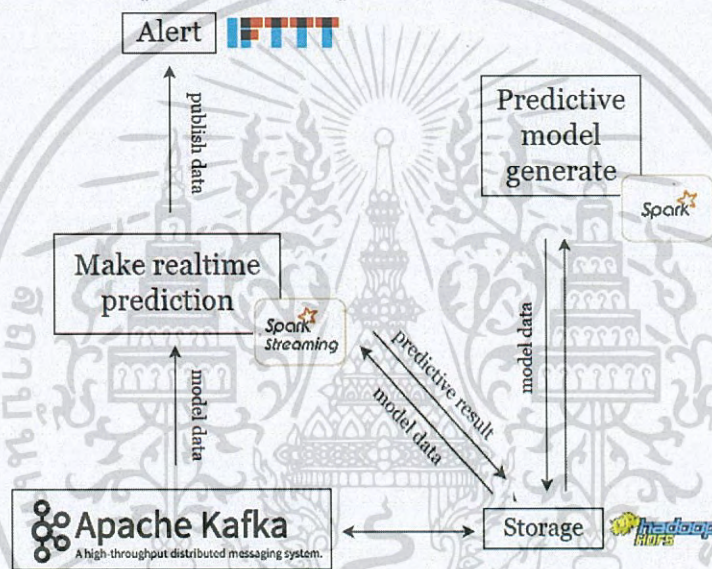 Alert
IFTTT
publish data
Predictive
model
generate
Spark
Make realtime
prediction
Spark
Streaming
predictive result
model data
model data
model data
Apache Kafka
A high-throughput distributed messaging system.
Storage
hadoop
HDFS